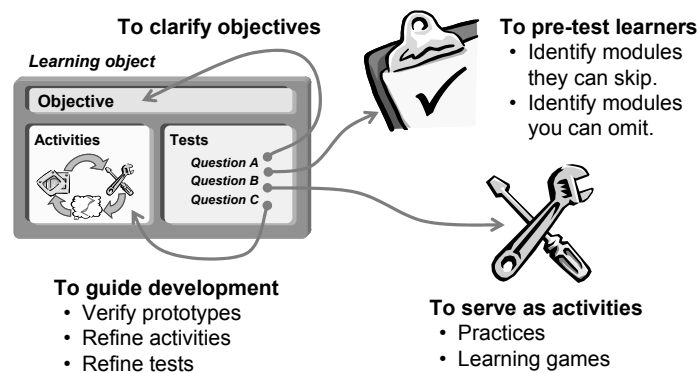 To clarify objectives
Learning object
Objective
Activities
Tests
Question A
Question B
Question C
To pre-test learners
• Identify modules
they can skip.
• Identify modules
you can omit.
To guide development
• Verify prototypes
• Refine activities
• Refine tests
To serve as activities
• Practices
• Learning games